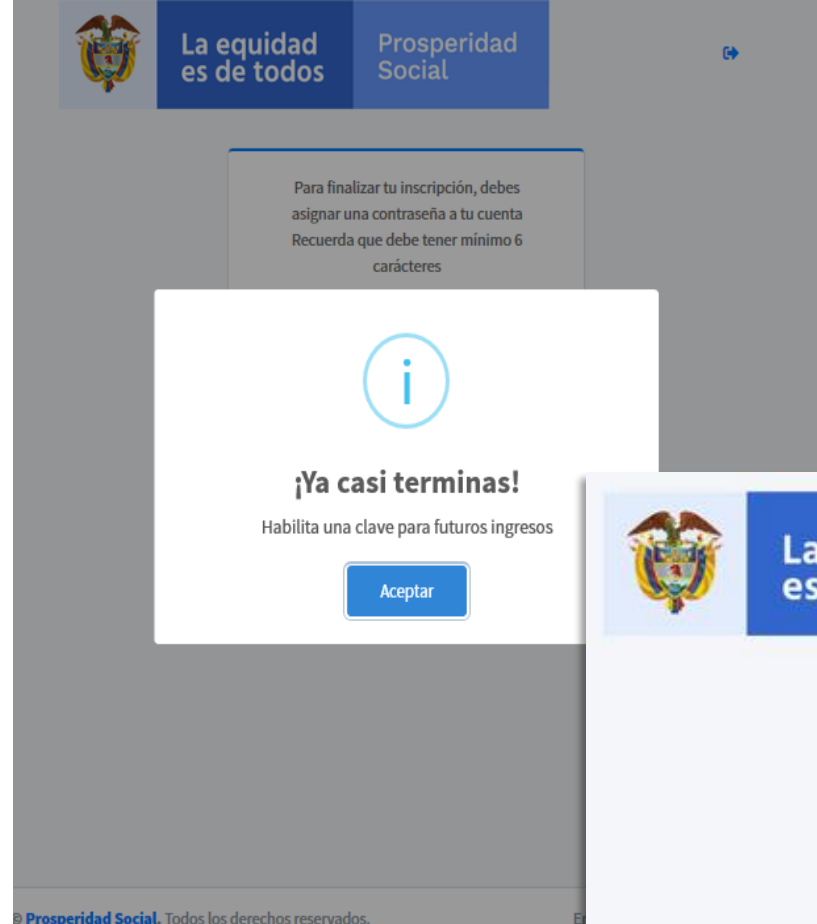 La equidad
es de todos
Prosperidad
Social
Para finalizar tu inscripción, debes
asignar una contraseña a tu cuenta
Recuerda que debe tener mínimo 6
carácteres
i
¡Ya casi terminas!
Habilita una clave para futuros ingresos
Aceptar
La
es
© Prosperidad Social. Todos los derechos reservados.